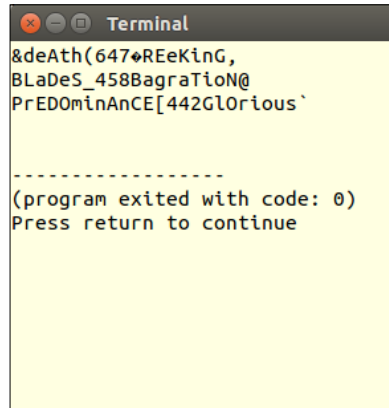 Terminal
&deAth(647�REeKinG,
BLaDeS_458BagraTioN@
PrEDOminAnCE[442GlOrious`
------------------
(program exited with code: 0)
Press return to continue